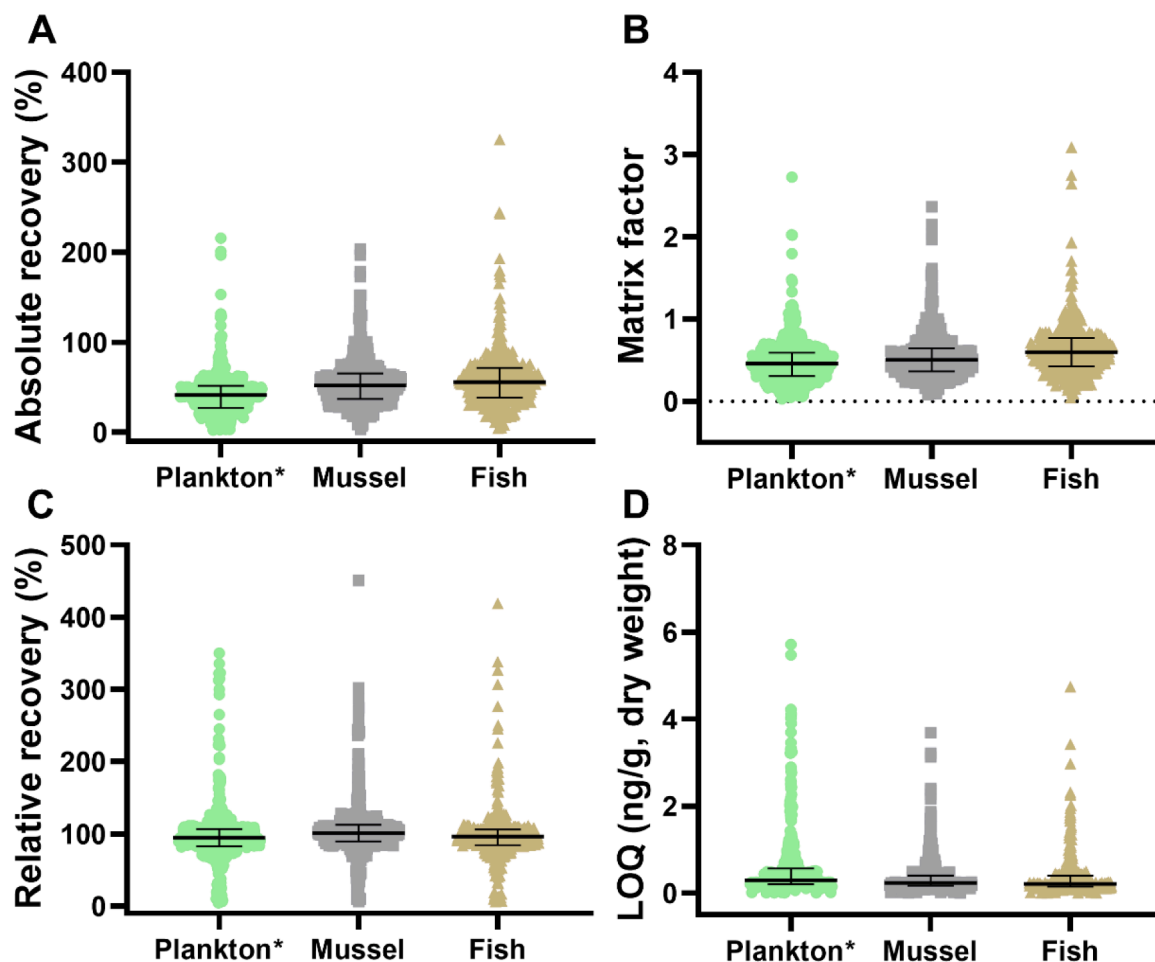 A
Absolute recovery (%)
400
300
200
100
0
Plankton*
Mussel
Fish
B
Matrix factor
4
3
2
1
0
Plankton*
Mussel
Fish
C
Relative recovery (%)
500
400
300
200
100
0
Plankton*
Mussel
Fish
D
LOQ (ng/g, dry weight)
8
6
4
2
0
Plankton*
Mussel
Fish